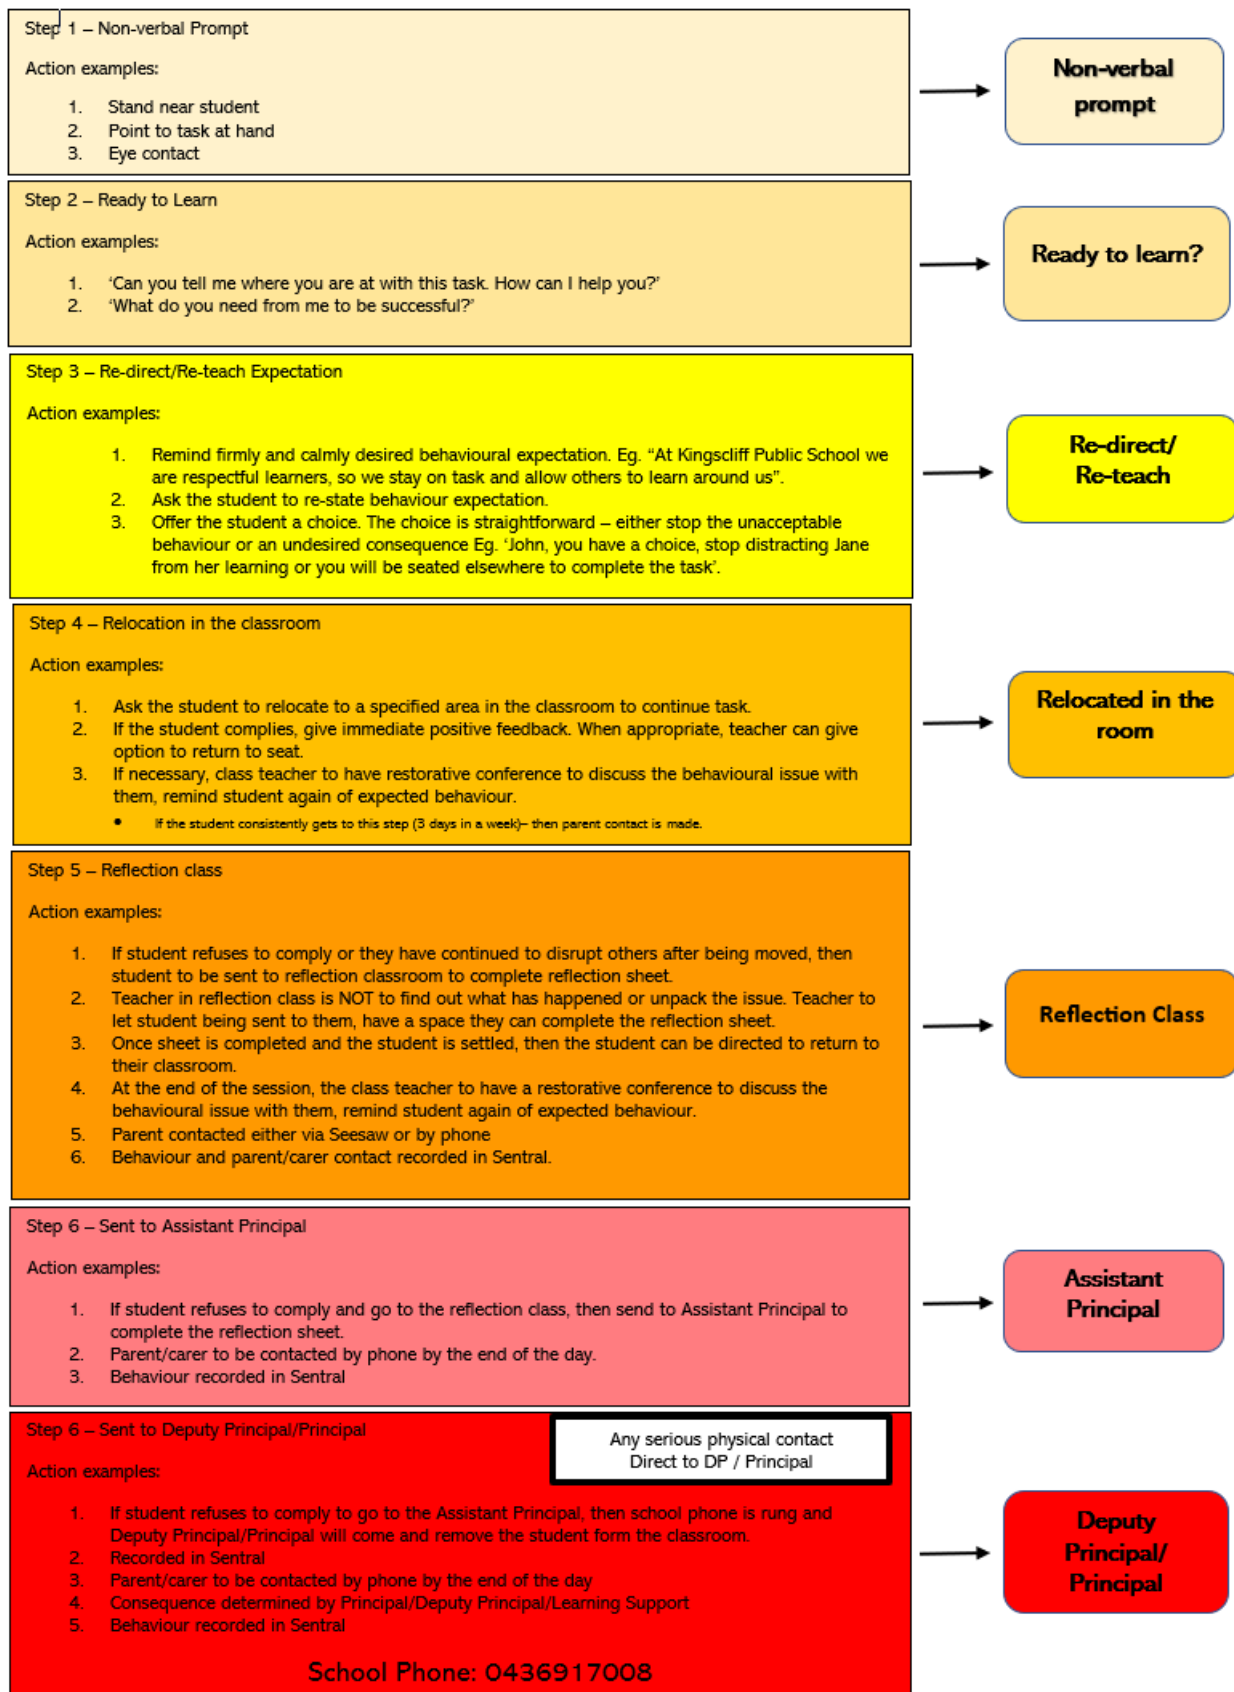 Step 1 – Non-verbal Prompt
Action examples:
1. Stand near student
2. Point to task at hand
3. Eye contact
Non-verbal
prompt
Step 2 – Ready to Learn
Action examples:
1. ‘Can you tell me where you are at with this task. How can I help you?’
2. ‘What do you need from me to be successful?’
Ready to learn?
Step 3 – Re-direct/Re-teach Expectation
Action examples:
1. Remind firmly and calmly desired behavioural expectation. Eg. “At Kingscliff Public School we
are respectful learners, so we stay on task and allow others to learn around us”.
2. Ask the student to re-state behaviour expectation.
3. Offer the student a choice. The choice is straightforward – either stop the unacceptable
behaviour or an undesired consequence Eg. ‘John, you have a choice, stop distracting Jane
from her learning or you will be seated elsewhere to complete the task’.
Re-direct/
Re-teach
Step 4 – Relocation in the classroom
Action examples:
1. Ask the student to relocate to a specified area in the classroom to continue task.
2. If the student complies, give immediate positive feedback. When appropriate, teacher can give
option to return to seat.
3. If necessary, class teacher to have restorative conference to discuss the behavioural issue with
them, remind student again of expected behaviour.
• If the student consistently gets to this step (3 days in a week)– then parent contact is made.
Relocated in the
room
Step 5 – Reflection class
Action examples:
1. If student refuses to comply or they have continued to disrupt others after being moved, then
student to be sent to reflection classroom to complete reflection sheet.
2. Teacher in reflection class is NOT to find out what has happened or unpack the issue. Teacher to
let student being sent to them, have a space they can complete the reflection sheet.
3. Once sheet is completed and the student is settled, then the student can be directed to return to
their classroom.
4. At the end of the session, the class teacher to have a restorative conference to discuss the
behavioural issue with them, remind student again of expected behaviour.
5. Parent contacted either via Seesaw or by phone
6. Behaviour and parent/carer contact recorded in Sentral.
Reflection Class
Step 6 – Sent to Assistant Principal
Action examples:
1. If student refuses to comply and go to the reflection class, then send to Assistant Principal to
complete the reflection sheet.
2. Parent/carer to be contacted by phone by the end of the day.
3. Behaviour recorded in Sentral
Assistant
Principal
Step 6 – Sent to Deputy Principal/Principal
Any serious physical contact
Direct to DP / Principal
Action examples:
1. If student refuses to comply to go to the Assistant Principal, then school phone is rung and
Deputy Principal/Principal will come and remove the student form the classroom.
2. Recorded in Sentral
3. Parent/carer to be contacted by phone by the end of the day
4. Consequence determined by Principal/Deputy Principal/Learning Support
5. Behaviour recorded in Sentral
School Phone: 0436917008
Deputy
Principal/
Principal